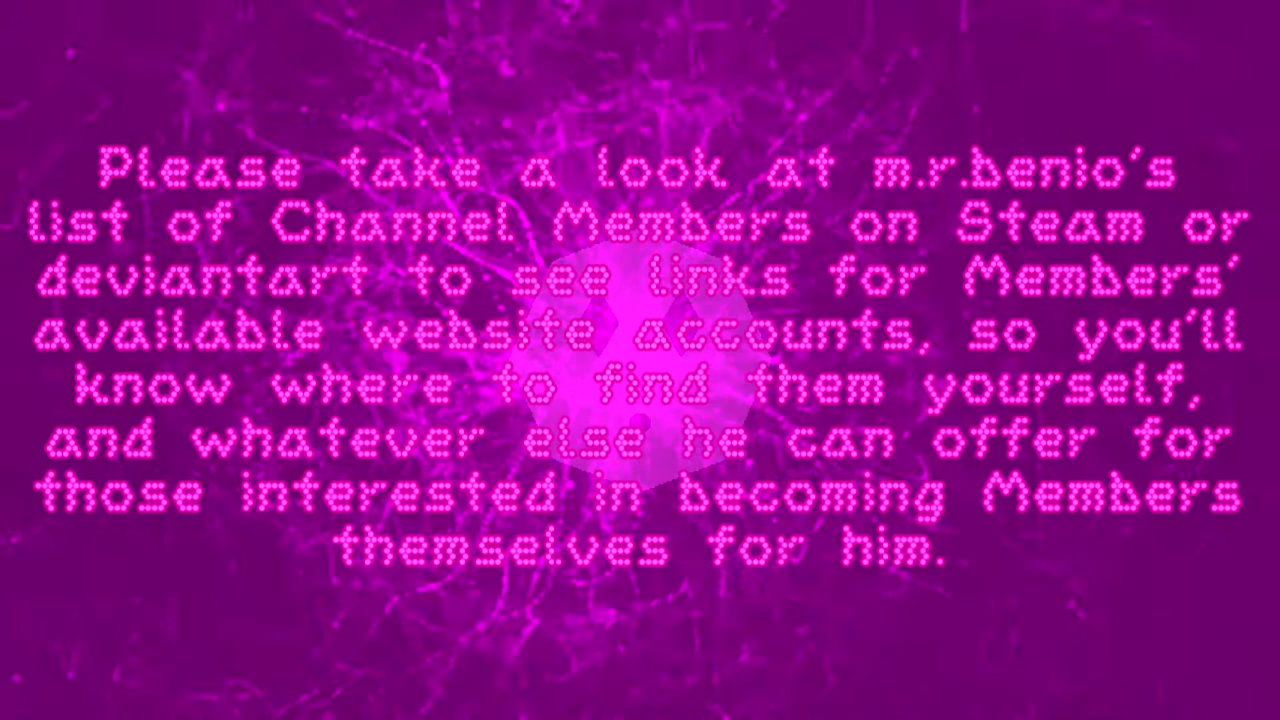 Please take a look at m.r.benio's
list of Channel Members on Steam or
deviantart to see links for Members'
available website accounts, so you'll
know where to find them yourself,
and whatever else he can offer for
those interested in becoming Members
themselves for him.